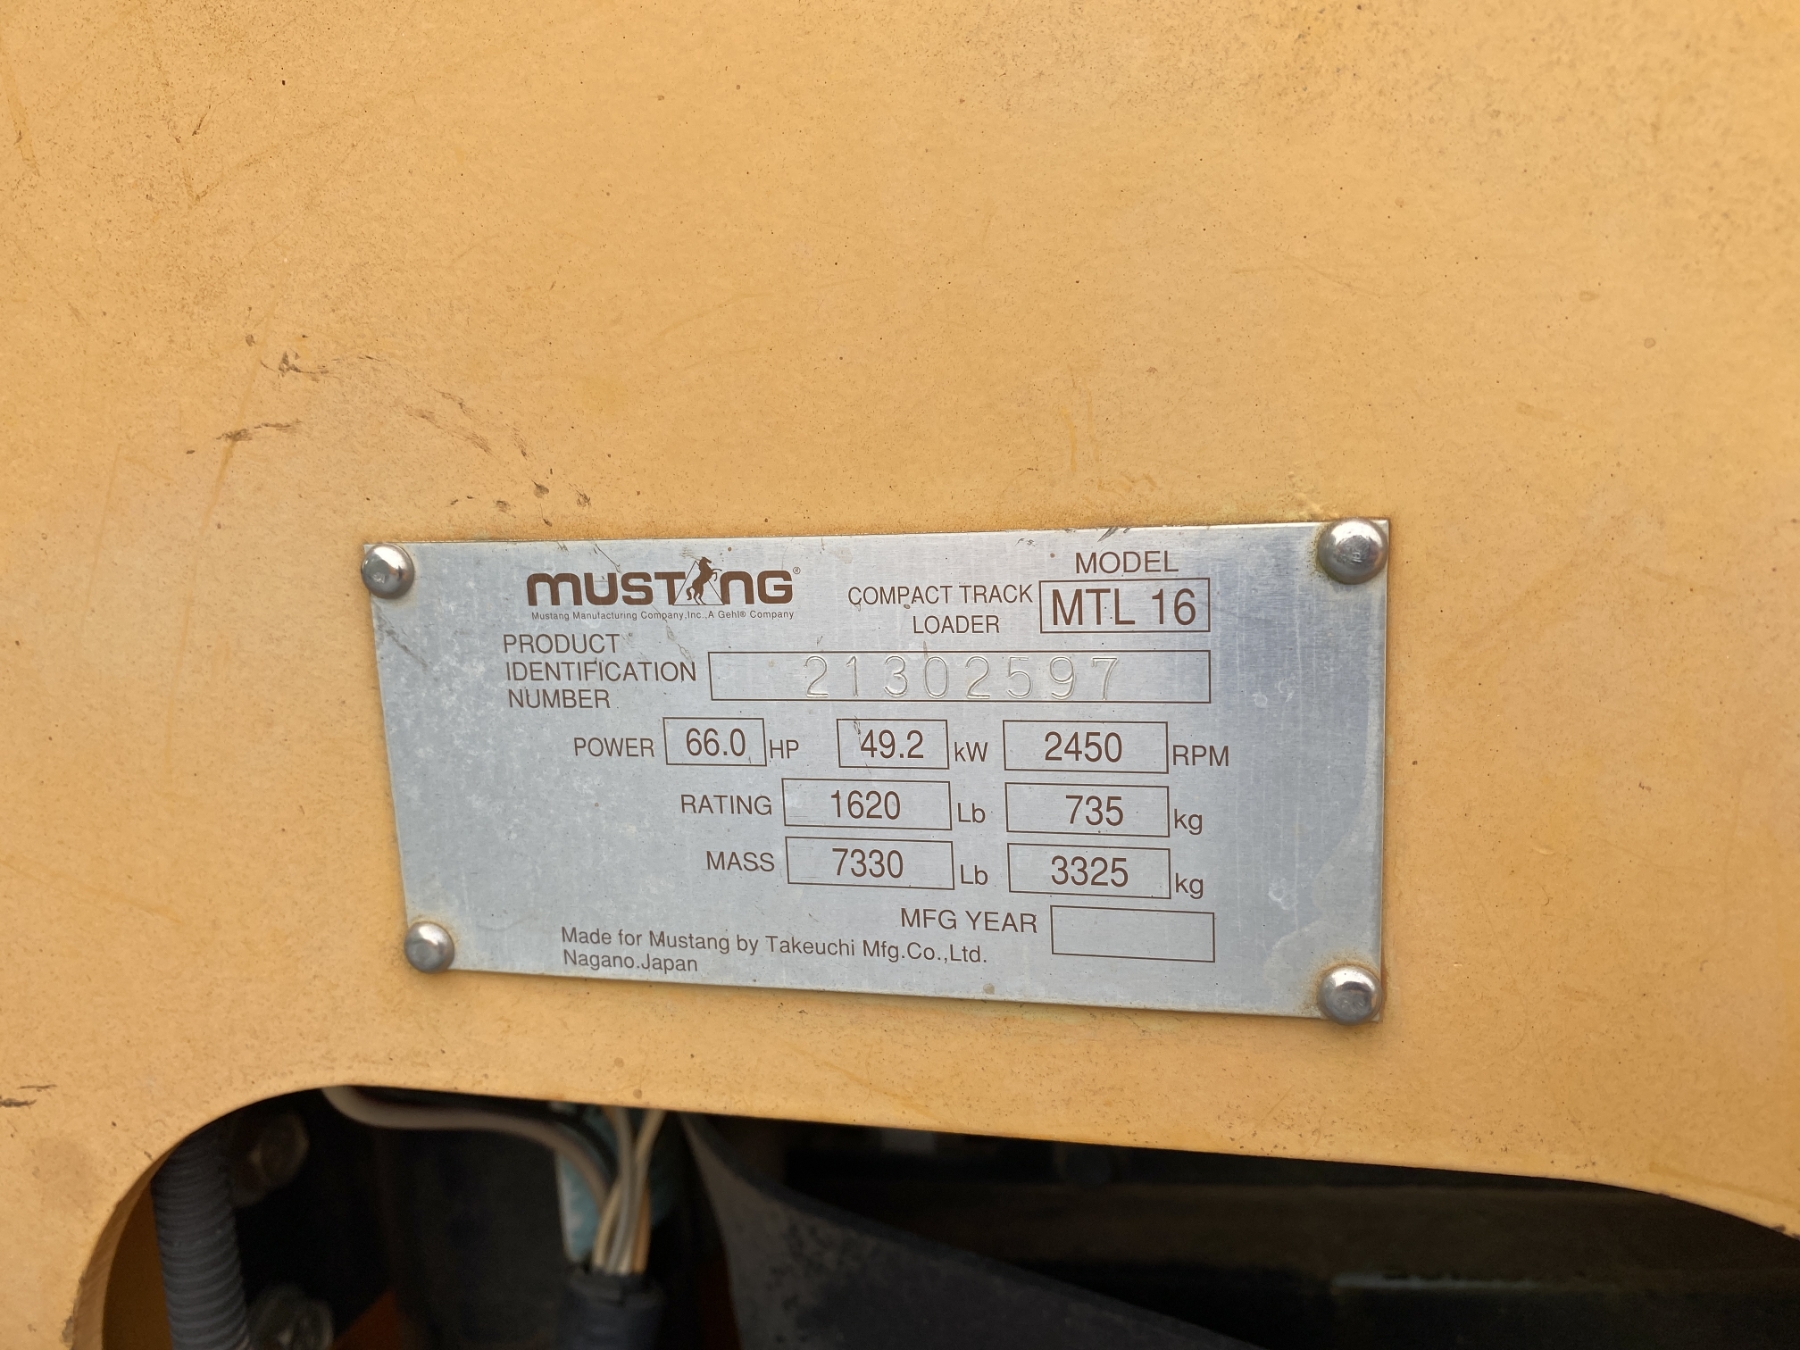 MUSTANG®
Mustang Manufacturing Company,Inc.,A Gehl® Company
COMPACT TRACK
LOADER
MODEL
MTL 16
PRODUCT
IDENTIFICATION
NUMBER
21302597
POWER 66.0 HP 49.2 kW 2450 RPM
RATING 1620 Lb 735 kg
MASS 7330 Lb 3325 kg
MFG YEAR
Made for Mustang by Takeuchi Mfg.Co.,Ltd.
Nagano.Japan